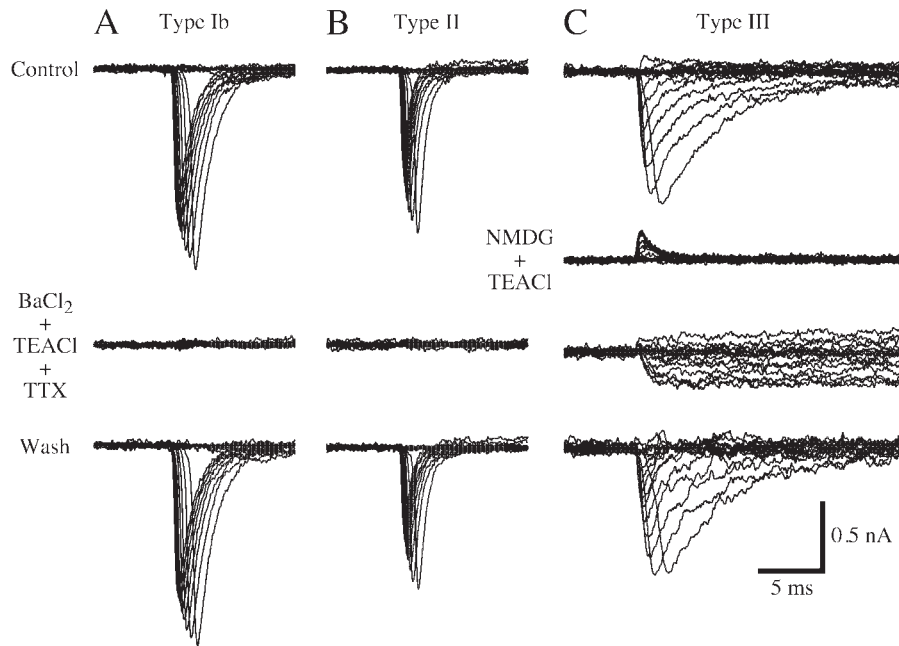 A Type Ib B Type II C Type III
Control
NMDG
+
TEACl
BaCl₂
+
TEACl
+
TTX
Wash
0.5 nA
5 ms